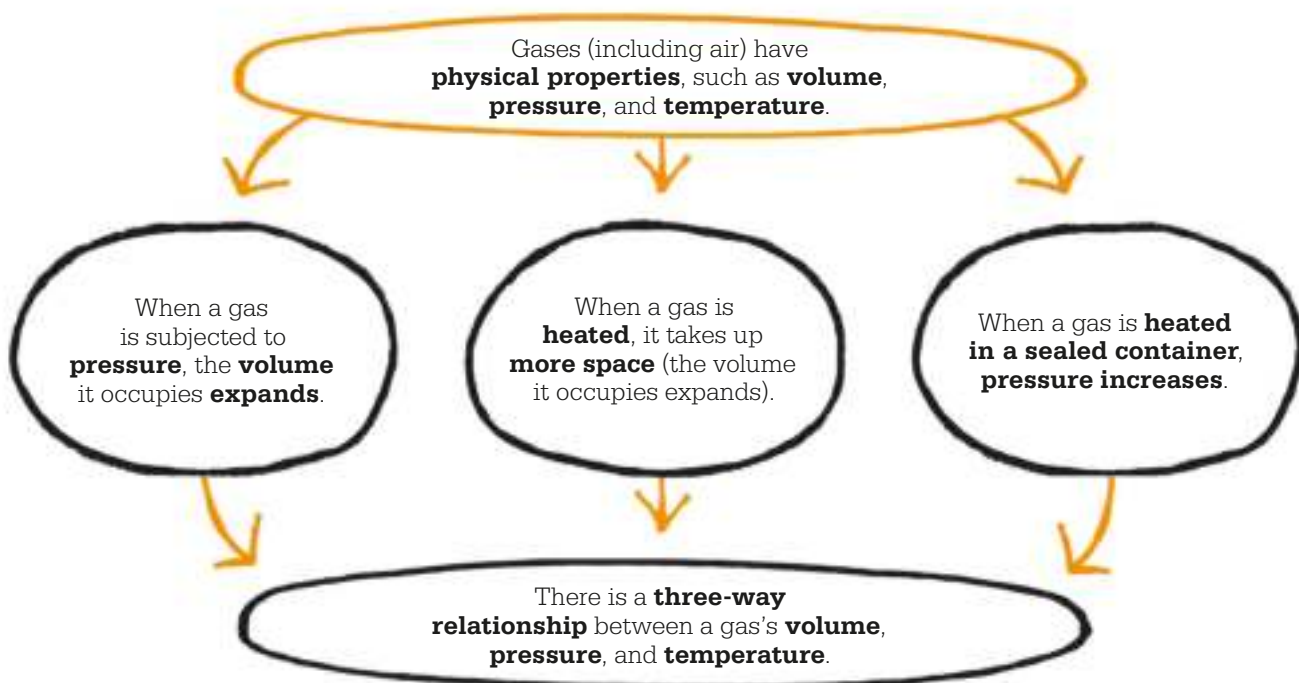 Gases (including air) have
physical properties, such as volume,
pressure, and temperature.
When a gas
is subjected to
pressure, the volume
it occupies expands.
When a gas is
heated, it takes up
more space (the volume
it occupies expands).
When a gas is heated
in a sealed container,
pressure increases.
There is a three-way
relationship between a gas's volume,
pressure, and temperature.